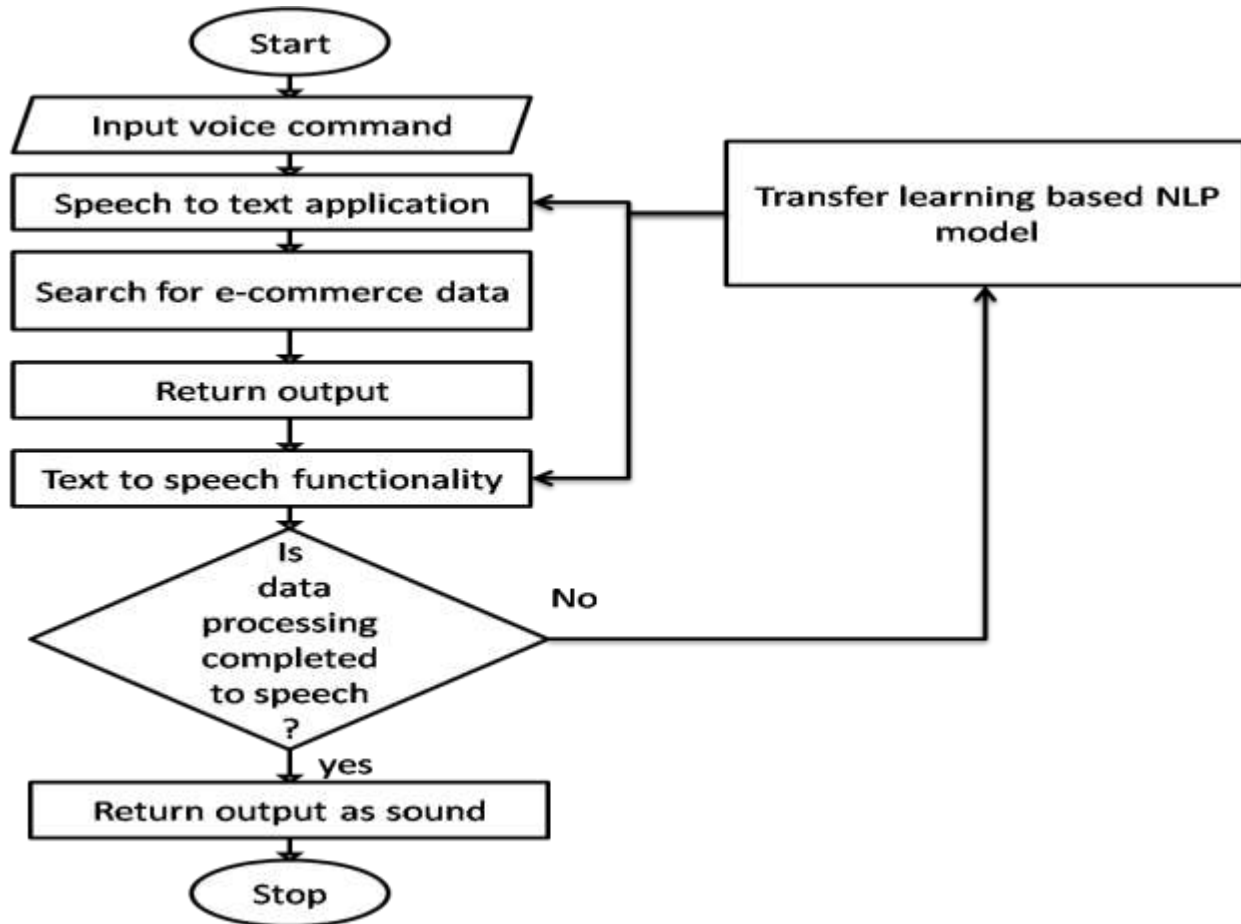 Start
Input voice command
Speech to text application
Transfer learning based NLP
model
Search for e-commerce data
Return output
Text to speech functionality
Is
data
processing
completed
to speech
?
No
yes
Return output as sound
Stop